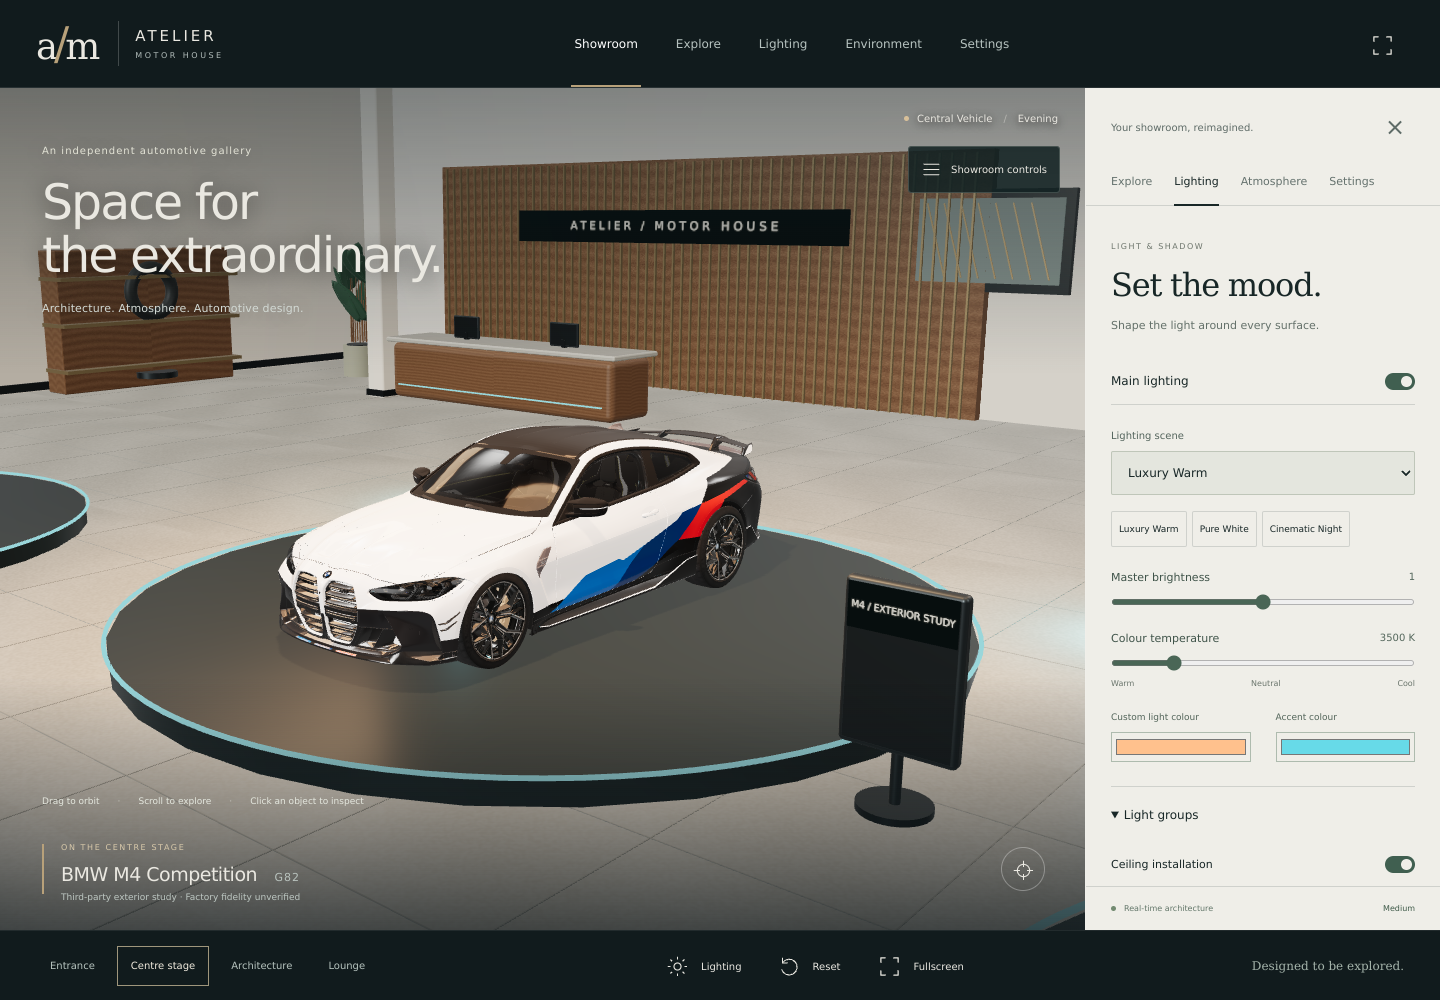 a/m
ATELIER
MOTOR HOUSE
Showroom
Explore
Lighting
Environment
Settings
Central Vehicle / Evening
Showroom controls
An independent automotive gallery
Space for
the extraordinary.
Architecture. Atmosphere. Automotive design.
ATELIER / MOTOR HOUSE
M4 / EXTERIOR STUDY
Drag to orbit · Scroll to explore · Click an object to inspect
ON THE CENTRE STAGE
BMW M4 Competition G82
Third-party exterior study · Factory fidelity unverified
Your showroom, reimagined.
Explore
Lighting
Atmosphere
Settings
LIGHT & SHADOW
Set the mood.
Shape the light around every surface.
Main lighting
Lighting scene
Luxury Warm
Luxury Warm
Pure White
Cinematic Night
Master brightness 1
Colour temperature 3500 K
Warm Neutral Cool
Custom light colour
Accent colour
▼ Light groups
Ceiling installation
Real-time architecture
Medium
Entrance
Centre stage
Architecture
Lounge
Lighting
Reset
Fullscreen
Designed to be explored.